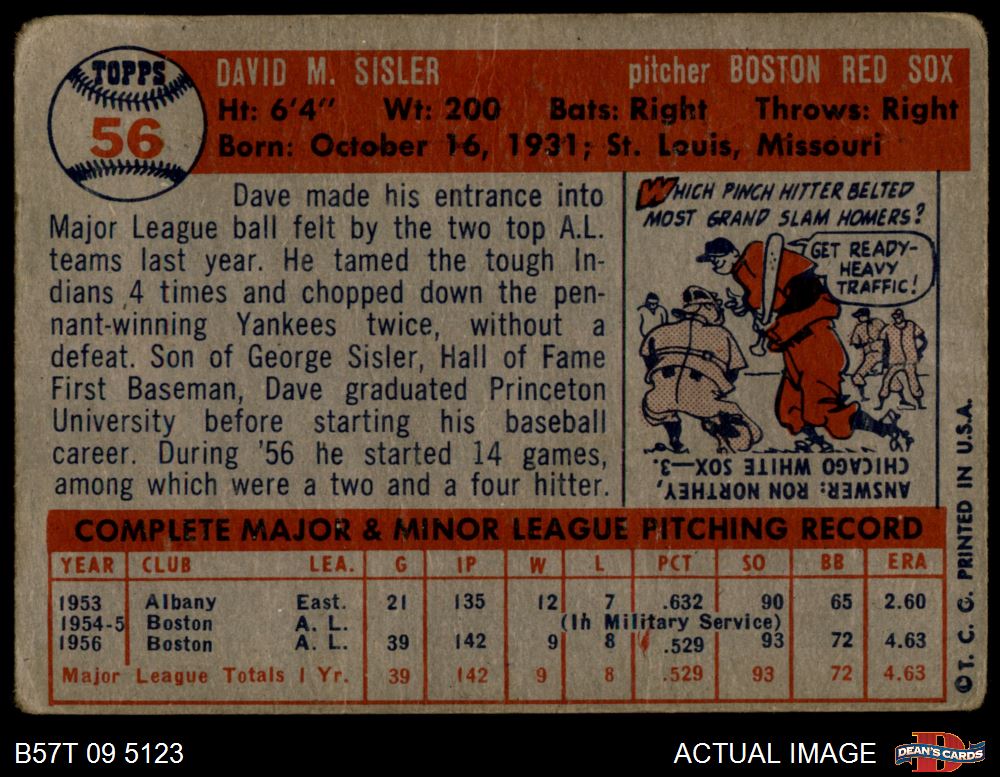 TOPPS
56
DAVID M. SISLER pitcher BOSTON RED SOX
Ht: 6'4" Wt: 200 Bats: Right Throws: Right
Born: October 16, 1931; St. Louis, Missouri
Dave made his entrance into
Major League ball felt by the two top A.L.
teams last year. He tamed the tough In-
dians 4 times and chopped down the pen-
nant-winning Yankees twice, without a
defeat. Son of George Sisler, Hall of Fame
First Baseman, Dave graduated Princeton
University before starting his baseball
career. During '56 he started 14 games,
among which were a two and a four hitter.
WHICH PINCH HITTER BELTED
MOST GRAND SLAM HOMERS?
GET READY-
HEAVY
TRAFFIC!
ANSWER: RON NORTHEY,
CHICAGO WHITE SOX—3.
COMPLETE MAJOR & MINOR LEAGUE PITCHING RECORD
YEAR CLUB LEA. G IP W L PCT SO BB ERA
1953 Albany East. 21 135 12 7 .632 90 65 2.60
1954-5 Boston A. L. (In Military Service)
1956 Boston A. L. 39 142 9 8 .529 93 72 4.63
Major League Totals 1 Yr. 39 142 9 8 .529 93 72 4.63
©T. C. G. PRINTED IN U.S.A.
B57T 09 5123 ACTUAL IMAGE
DEAN'S CARDS